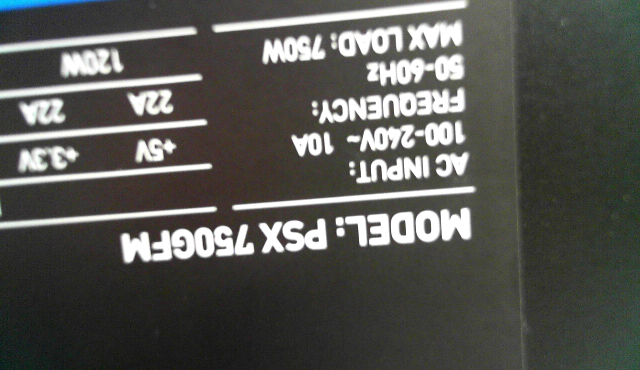 MODEL: PSX 750GFM
AC INPUT:
100-240V~ 10A
FREQUENCY:
50-60Hz
MAX LOAD: 750W
+5V +3.3V
22A 22A
120W